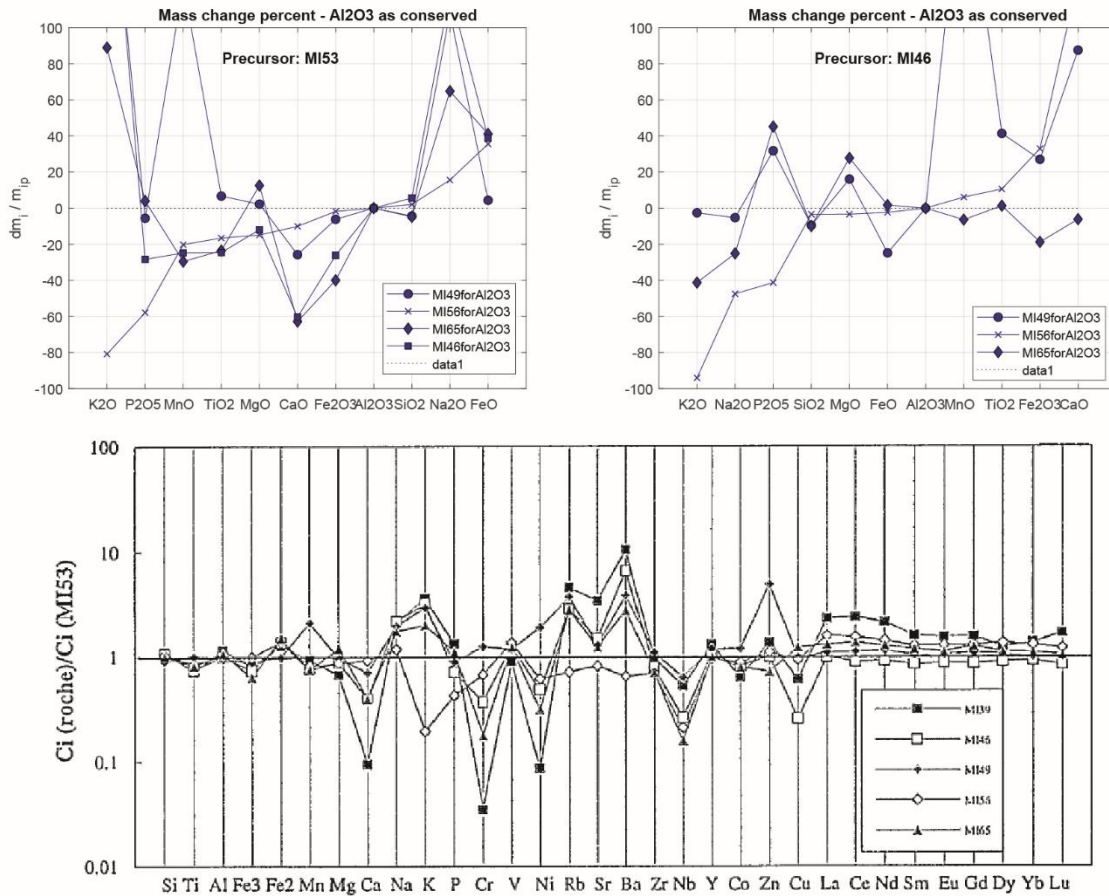 Mass change percent - Al2O3 as conserved
Precursor: MI53
dm_i / m_ip
100
80
60
40
20
0
-20
-40
-60
-80
-100
K2O P2O5 MnO TiO2 MgO CaO Fe2O3 Al2O3 SiO2 Na2O FeO
MI49forAl2O3
MI56forAl2O3
MI65forAl2O3
MI46forAl2O3
data1
Mass change percent - Al2O3 as conserved
Precursor: MI46
dm_i / m_ip
100
80
60
40
20
0
-20
-40
-60
-80
-100
K2O Na2O P2O5 SiO2 MgO FeO Al2O3 MnO TiO2 Fe2O3 CaO
MI49forAl2O3
MI56forAl2O3
MI65forAl2O3
data1
Ci (roche)/Ci (MI53)
100
10
1
0.1
0.01
MI39
MI46
MI49
MI56
MI65
Si Ti Al Fe3 Fe2 Mn Mg Ca Na K P Cr V Ni Rb Sr Ba Zr Nb Y Co Zn Cu La Ce Nd Sm Eu Gd Dy Yb Lu